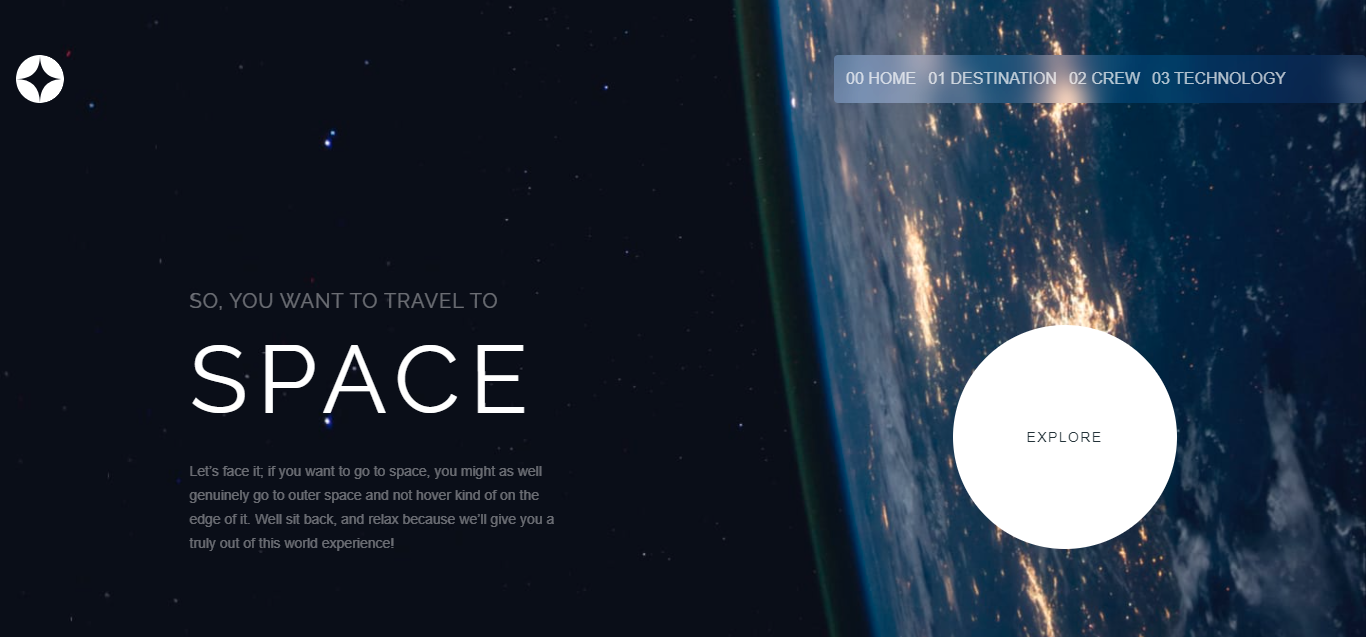 00 HOME 01 DESTINATION 02 CREW 03 TECHNOLOGY
SO, YOU WANT TO TRAVEL TO
SPACE
Let’s face it; if you want to go to space, you might as well
genuinely go to outer space and not hover kind of on the
edge of it. Well sit back, and relax because we’ll give you a
truly out of this world experience!
EXPLORE